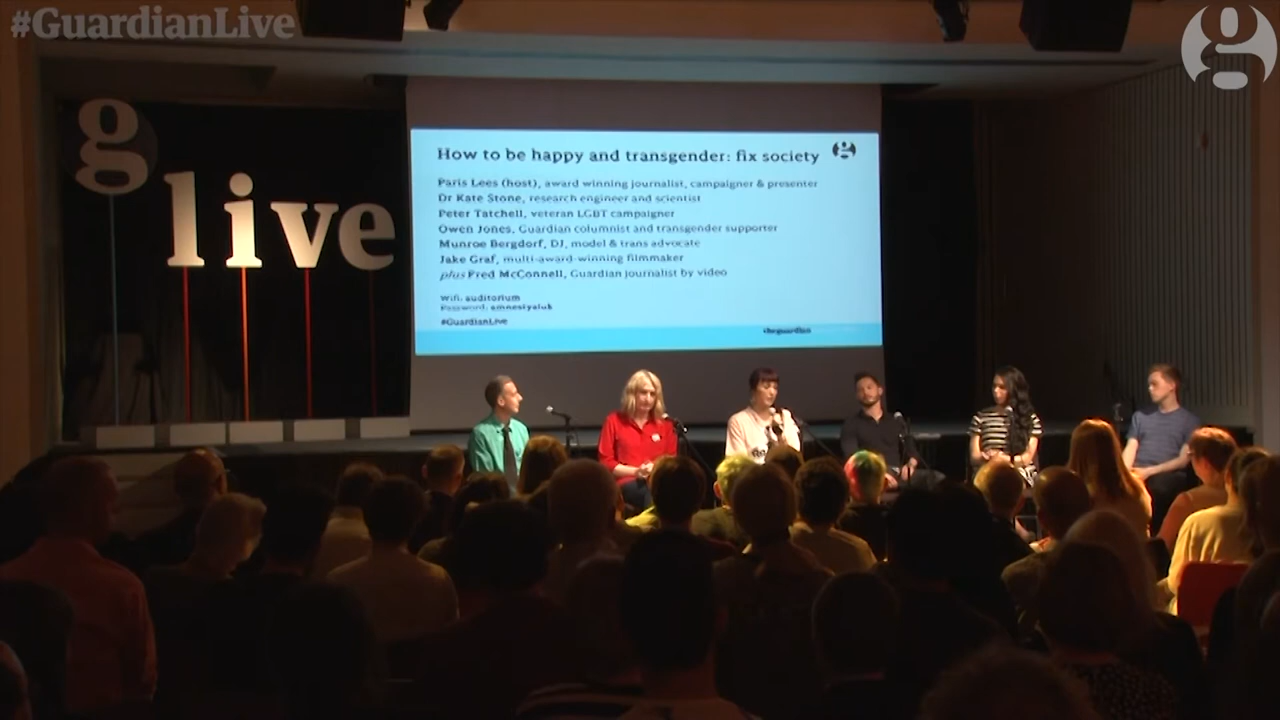 #GuardianLive
g
g
live
How to be happy and transgender: fix society
Paris Lees (host), award winning journalist, campaigner & presenter
Dr Kate Stone, research engineer and scientist
Peter Tatchell, veteran LGBT campaigner
Owen Jones, Guardian columnist and transgender supporter
Munroe Bergdorf, DJ, model & trans advocate
Jake Graf, multi-award-winning filmmaker
plus Fred McConnell, Guardian journalist by video
Wifi: auditorium
Password:
#GuardianLive
theguardian